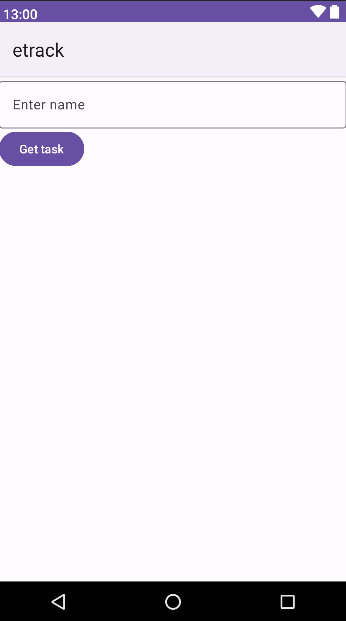 13:00
etrack
Enter name
Get task